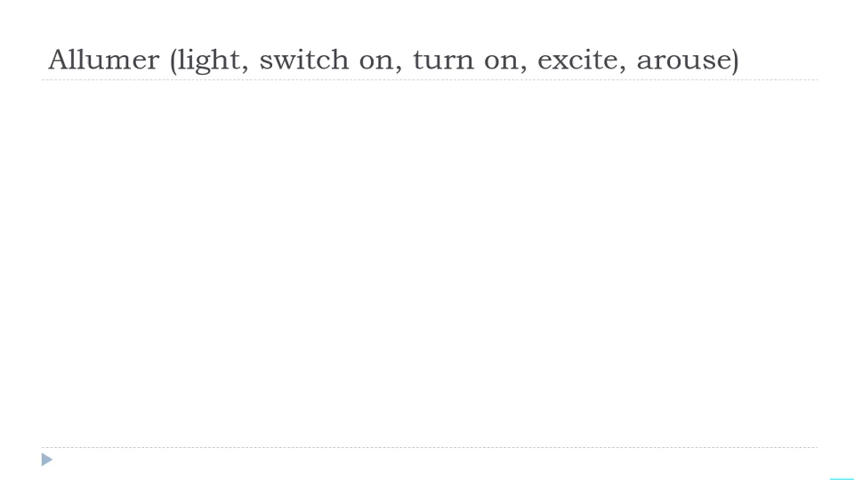 Allumer (light, switch on, turn on, excite, arouse)